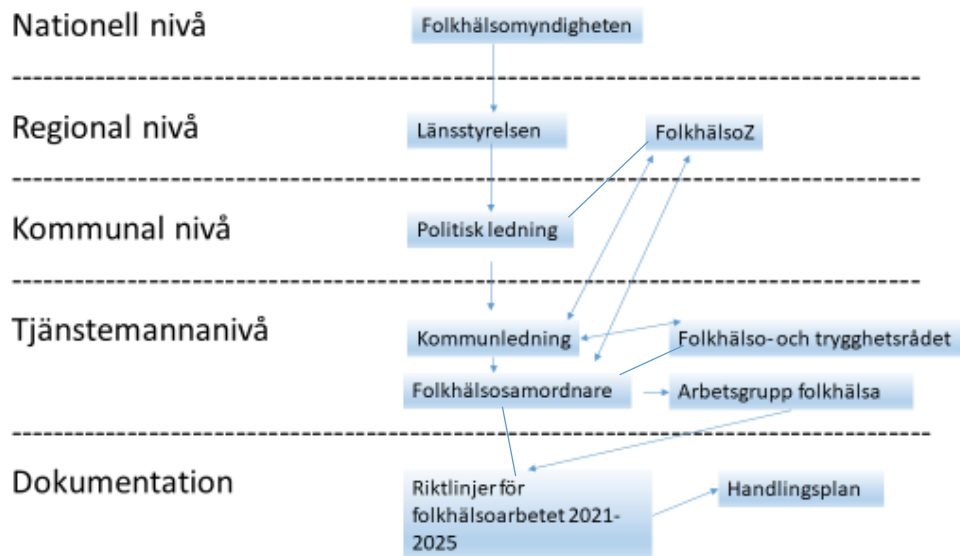 Nationell nivå
Folkhälsomyndigheten
Regional nivå
Länsstyrelsen
FolkhälsoZ
Kommunal nivå
Politisk ledning
Tjänstemannanivå
Kommunledning
Folkhälso- och trygghetsrådet
Folkhälsosamordnare
Arbetsgrupp folkhälsa
Dokumentation
Riktlinjer för
folkhälsoarbetet 2021-
2025
Handlingsplan